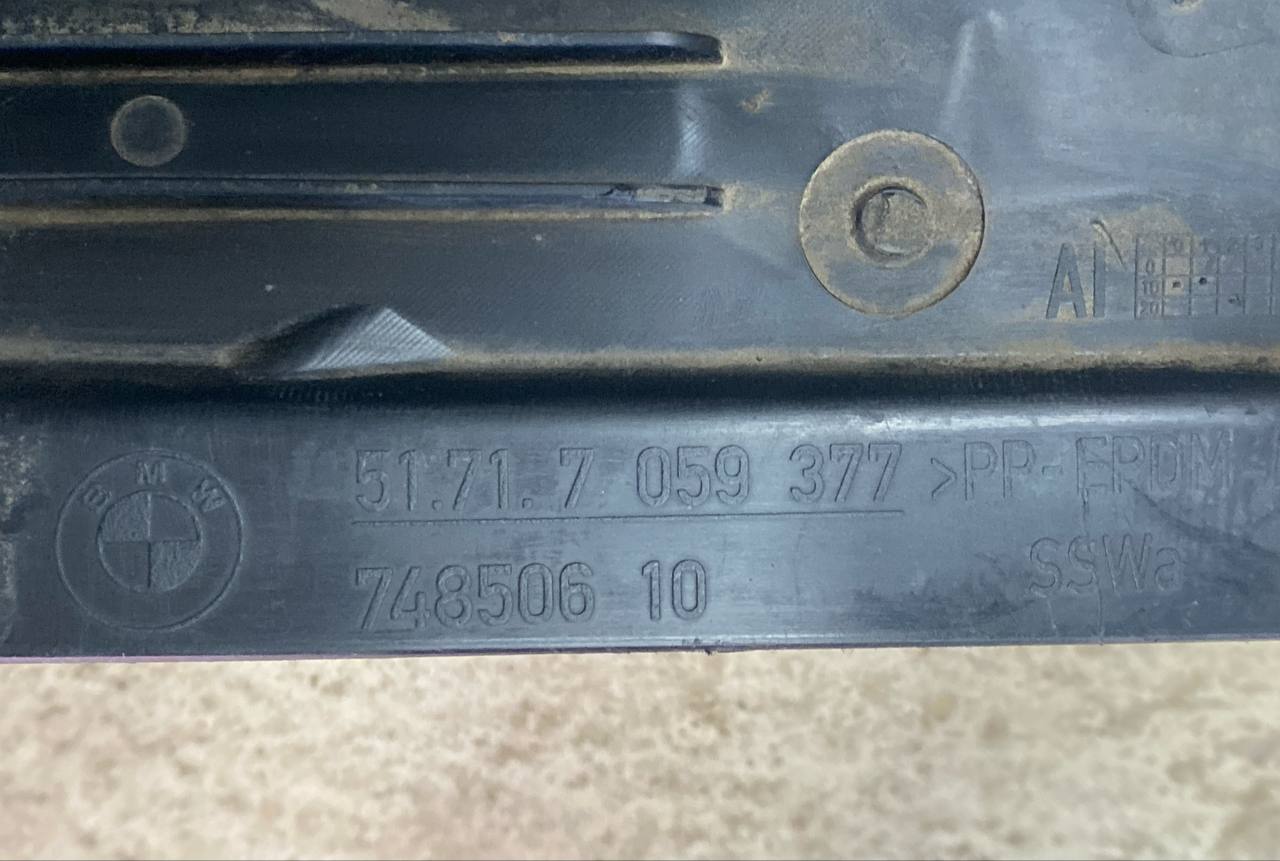 AI
BMW
51.71.7 059 377 >PP-EPDM-
748506 10
SSWa